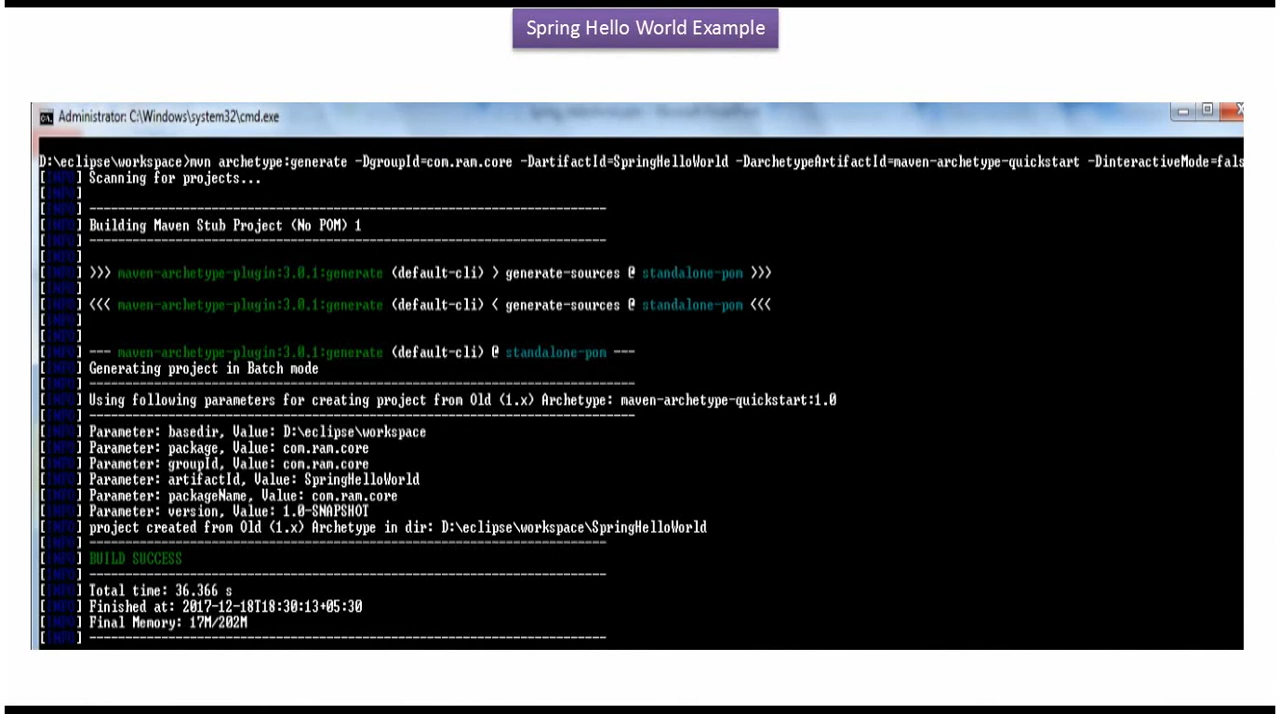 Spring Hello World Example
Administrator: C:\Windows\system32\cmd.exe
D:\eclipse\workspace>mvn archetype:generate -DgroupId=com.ram.core -DartifactId=SpringHelloWorld -DarchetypeArtifactId=maven-archetype-quickstart -DinteractiveMode=fals
[INFO] Scanning for projects...
[INFO]
[INFO] ------------------------------------------------------------------------
[INFO] Building Maven Stub Project (No POM) 1
[INFO] ------------------------------------------------------------------------
[INFO]
[INFO] >>> maven-archetype-plugin:3.0.1:generate (default-cli) > generate-sources @ standalone-pom >>>
[INFO]
[INFO] <<< maven-archetype-plugin:3.0.1:generate (default-cli) < generate-sources @ standalone-pom <<<
[INFO]
[INFO]
[INFO] --- maven-archetype-plugin:3.0.1:generate (default-cli) @ standalone-pom ---
[INFO] Generating project in Batch mode
[INFO] ----------------------------------------------------------------------------
[INFO] Using following parameters for creating project from Old (1.x) Archetype: maven-archetype-quickstart:1.0
[INFO] ----------------------------------------------------------------------------
[INFO] Parameter: basedir, Value: D:\eclipse\workspace
[INFO] Parameter: package, Value: com.ram.core
[INFO] Parameter: groupId, Value: com.ram.core
[INFO] Parameter: artifactId, Value: SpringHelloWorld
[INFO] Parameter: packageName, Value: com.ram.core
[INFO] Parameter: version, Value: 1.0-SNAPSHOT
[INFO] project created from Old (1.x) Archetype in dir: D:\eclipse\workspace\SpringHelloWorld
[INFO] ------------------------------------------------------------------------
[INFO] BUILD SUCCESS
[INFO] ------------------------------------------------------------------------
[INFO] Total time: 36.366 s
[INFO] Finished at: 2017-12-18T18:30:13+05:30
[INFO] Final Memory: 17M/202M
[INFO] ------------------------------------------------------------------------